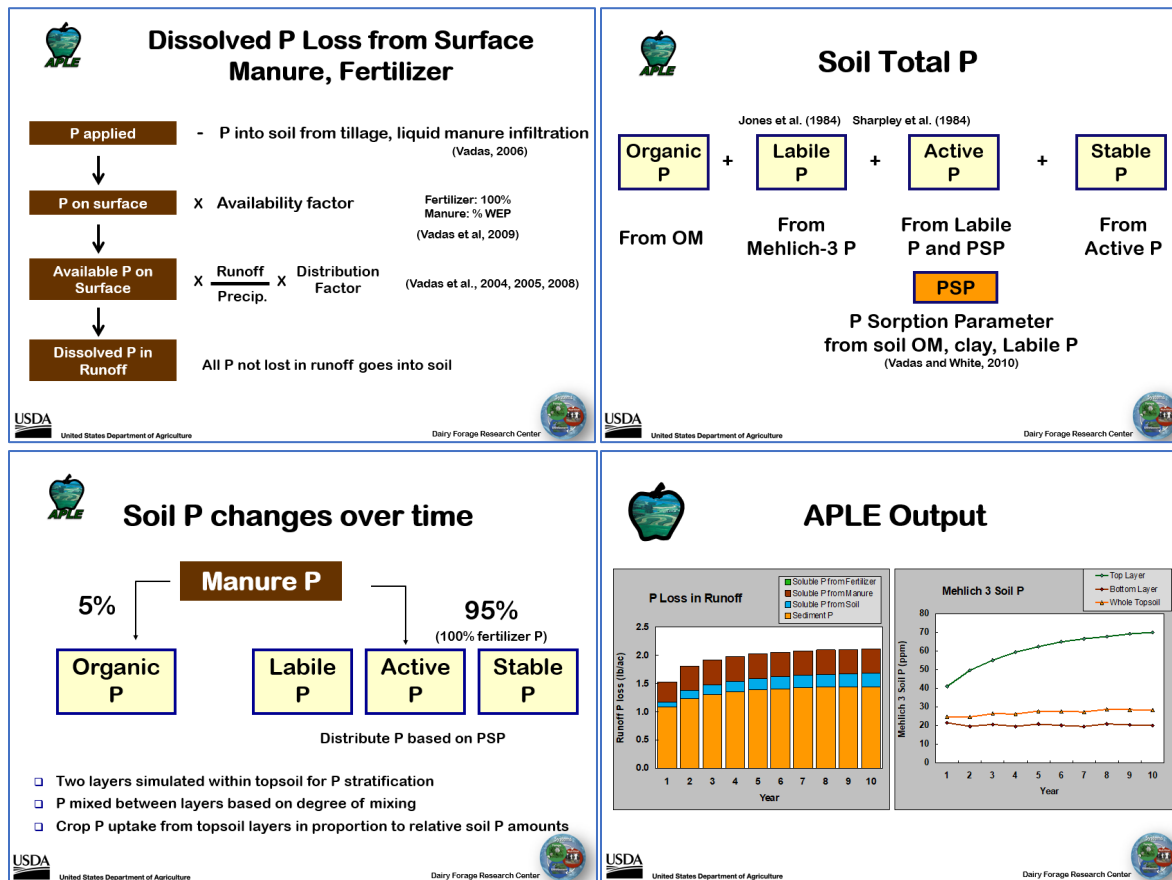 APLE
Dissolved P Loss from Surface
Manure, Fertilizer
P applied
- P into soil from tillage, liquid manure infiltration
(Vadas, 2006)
P on surface
X Availability factor
Fertilizer: 100%
Manure: % WEP
(Vadas et al, 2009)
Available P on
Surface
X Runoff
Precip.
X Distribution
Factor
(Vadas et al., 2004, 2005, 2008)
Dissolved P in
Runoff
All P not lost in runoff goes into soil
USDA
United States Department of Agriculture
Dairy Forage Research Center
APLE
Soil Total P
Jones et al. (1984) Sharpley et al. (1984)
Organic
P
+
Labile
P
+
Active
P
+
Stable
P
From OM
From
Mehlich-3 P
From Labile
P and PSP
From
Active P
PSP
P Sorption Parameter
from soil OM, clay, Labile P
(Vadas and White, 2010)
USDA
United States Department of Agriculture
Dairy Forage Research Center
APLE
Soil P changes over time
Manure P
5%
95%
(100% fertilizer P)
Organic
P
Labile
P
Active
P
Stable
P
Distribute P based on PSP
Two layers simulated within topsoil for P stratification
P mixed between layers based on degree of mixing
Crop P uptake from topsoil layers in proportion to relative soil P amounts
USDA
United States Department of Agriculture
Dairy Forage Research Center
APLE
APLE Output
P Loss in Runoff
Soluble P from Fertilizer
Soluble P from Manure
Soluble P from Soil
Sediment P
Runoff P loss (lb/ac)
2.5
2.0
1.5
1.0
0.5
0.0
1 2 3 4 5 6 7 8 9 10
Year
Mehlich 3 Soil P
Top Layer
Bottom Layer
Whole Topsoil
Mehlich 3 Soil P (ppm)
80
70
60
50
40
30
20
10
0
1 2 3 4 5 6 7 8 9 10
Year
USDA
United States Department of Agriculture
Dairy Forage Research Center